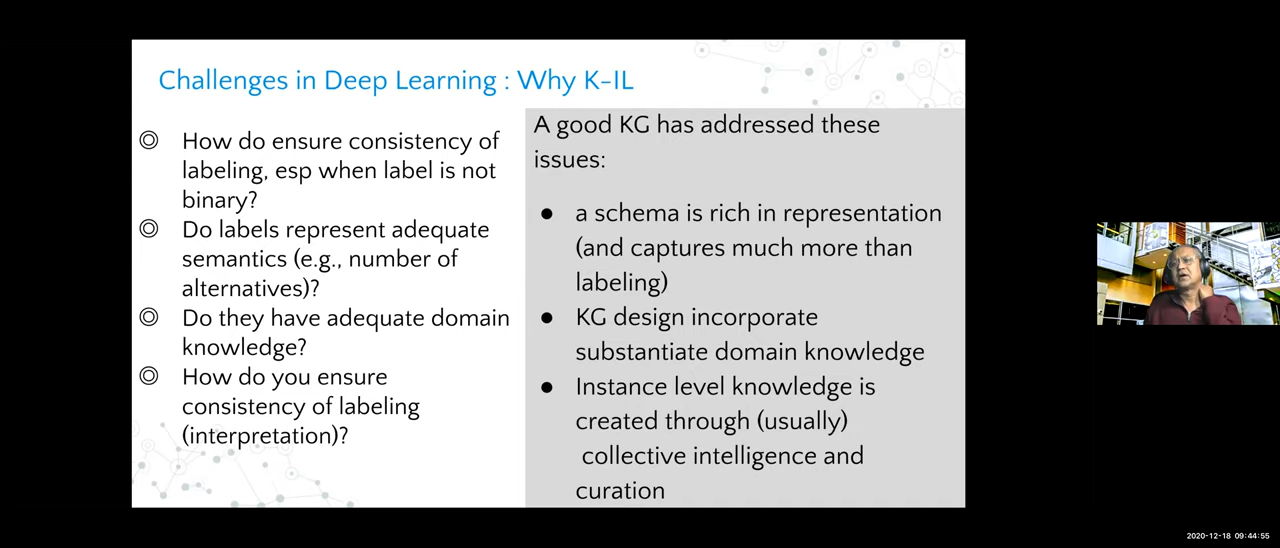 Challenges in Deep Learning : Why K-IL
How do ensure consistency of
labeling, esp when label is not
binary?
Do labels represent adequate
semantics (e.g., number of
alternatives)?
Do they have adequate domain
knowledge?
How do you ensure
consistency of labeling
(interpretation)?
A good KG has addressed these
issues:
a schema is rich in representation
(and captures much more than
labeling)
KG design incorporate
substantiate domain knowledge
Instance level knowledge is
created through (usually)
collective intelligence and
curation
2020-12-18 09:44:55